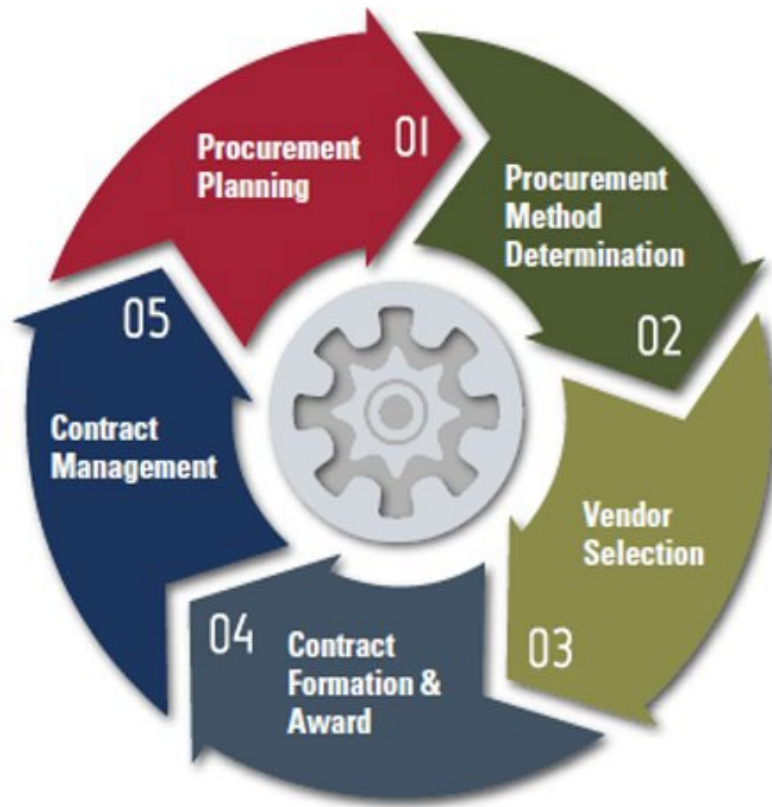 Procurement
Planning
01
Procurement
Method
Determination
02
Vendor
Selection
03
04
Contract
Formation &
Award
05
Contract
Management